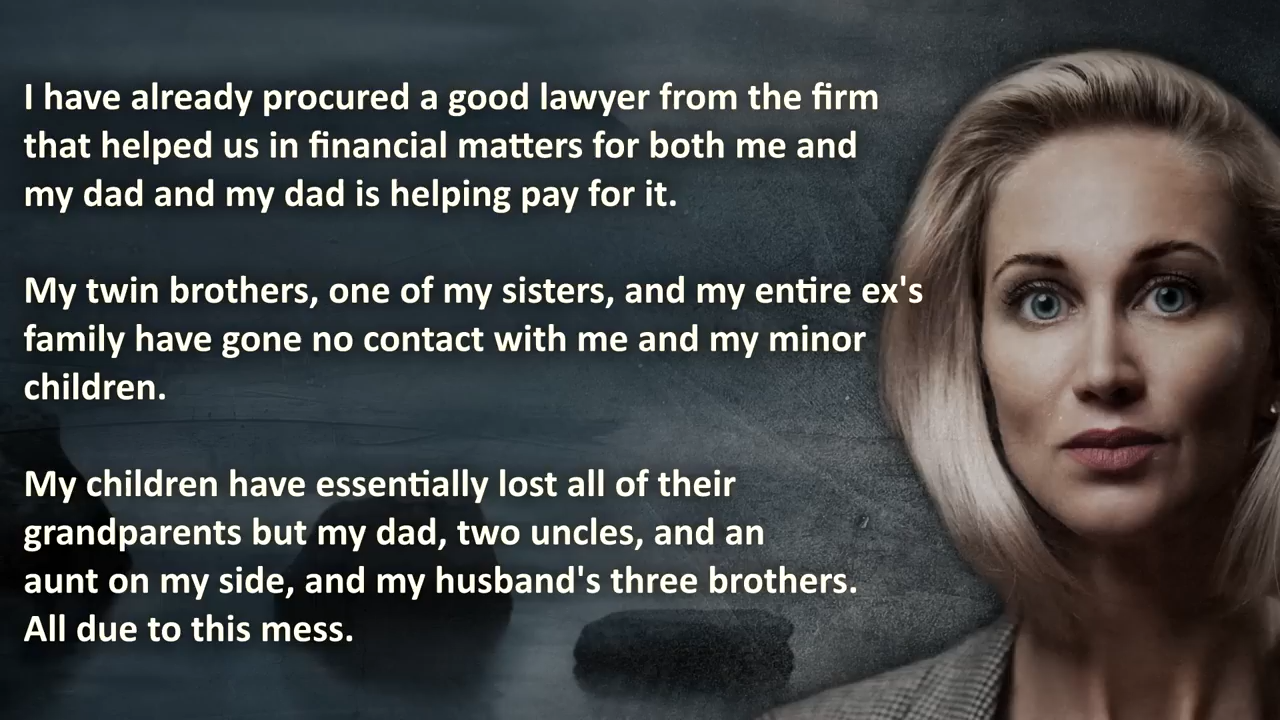 I have already procured a good lawyer from the firm
that helped us in financial matters for both me and
my dad and my dad is helping pay for it.
My twin brothers, one of my sisters, and my entire ex's
family have gone no contact with me and my minor
children.
My children have essentially lost all of their
grandparents but my dad, two uncles, and an
aunt on my side, and my husband's three brothers.
All due to this mess.